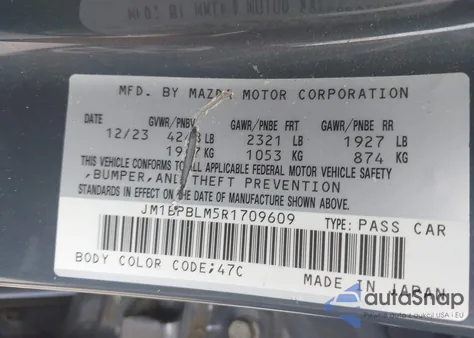 MFD. BY MAZDA MOTOR CORPORATION
DATE GVWR/PNBV GAWR/PNBE FRT GAWR/PNBE RR
12/23 LB 2321 LB 1927 LB
KG 1053 KG 874 KG
THIS VEHICLE CONFORMS TO ALL APPLICABLE FEDERAL MOTOR VEHICLE SAFETY
,BUMPER,AND THEFT PREVENTION
STANDARDS IN EFFECT ON THE DATE OF MANUFACTURE SHOWN ABOVE.
JM1BPBLM5R1709609 TYPE: PASS CAR
BODY COLOR CODE;47C MADE IN JAPAN
autoSnap